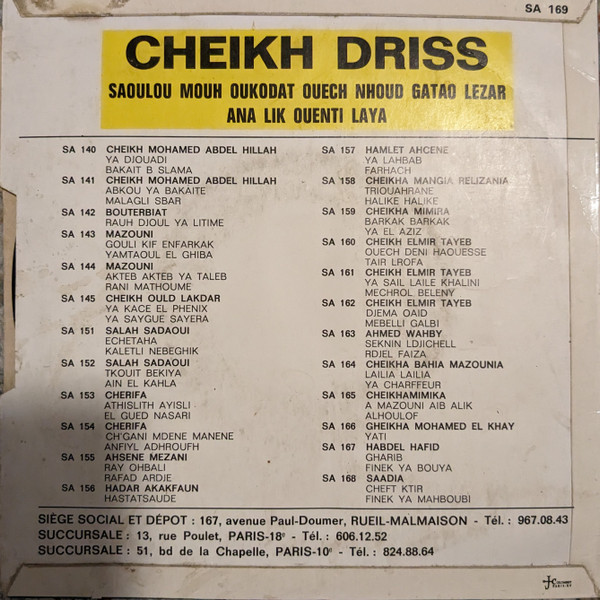 SA 169
CHEIKH DRISS
SAOULOU MOUH OUKODAT OUECH NHOUD GATAO LEZAR
ANA LIK OUENTI LAYA
SA 140 CHEIKH MOHAMED ABDEL HILLAH
YA DJOUADI
BAKAIT B SLAMA
SA 141 CHEIKH MOHAMED ABDEL HILLAH
ABKOU YA BAKAITE
MALAGLI SBAR
SA 142 BOUTERBIAT
RAUH DJOUL YA LITIME
SA 143 MAZOUNI
GOULI KIF ENFARKAK
YAMTAOUL EL GHIBA
SA 144 MAZOUNI
AKTEB AKTEB YA TALEB
RANI MATHOUME
SA 145 CHEIKH OULD LAKDAR
YA KACE EL PHENIX
YA SAYGUE SAYERA
SA 151 SALAH SADAOUI
ECHETAHA
KALETLI NEBEGHIK
SA 152 SALAH SADAOUI
TKOUIT BEKIYA
AIN EL KAHLA
SA 153 CHERIFA
ATHISLITH AYISLI
EL GUED NASARI
SA 154 CHERIFA
CH'GANI MDENE MANENE
ANFIYL ADHROUFH
SA 155 AHSENE MEZANI
RAY OHBALI
RAFAD ARDJE
SA 156 HADAR AKAKFAUN
HASTATSAUDE
SA 157 HAMLET AHCENE
YA LAHBAB
FARHACH
SA 158 CHEIKHA MANGIA RELIZANIA
TRIOUAHRANE
HALIKE HALIKE
SA 159 CHEIKHA MIMIRA
BARKAK BARKAK
YA EL AZIZ
SA 160 CHEIKH ELMIR TAYEB
OUECH DENI HAOUESSE
TAIR LROFA
SA 161 CHEIKH ELMIR TAYEB
YA SAIL LAILE KHALINI
MECHROL BELENY
SA 162 CHEIKH ELMIR TAYEB
DJEMA OAID
MEBELLI GALBI
SA 163 AHMED WAHBY
SEKNIN LDJICHELL
RDJEL FAIZA
SA 164 CHEIKHA BAHIA MAZOUNIA
LAILIA LAILIA
YA CHARFFEUR
SA 165 CHEIKHAMIMIKA
A MAZOUNI AIB ALIK
ALHOULOF
SA 166 GHEIKHA MOHAMED EL KHAY
YATI
SA 167 HABDEL HAFID
GHARIB
FINEK YA BOUYA
SA 168 SAADIA
CHEFT KTIR
FINEK YA MAHBOUBI
SIÈGE SOCIAL ET DÉPOT : 167, avenue Paul-Doumer, RUEIL-MALMAISON - Tél. : 967.08.43
SUCCURSALE : 13, rue Poulet, PARIS-18e - Tél. : 606.12.52
SUCCURSALE : 51, bd de la Chapelle, PARIS-10e - Tél. : 824.88.64